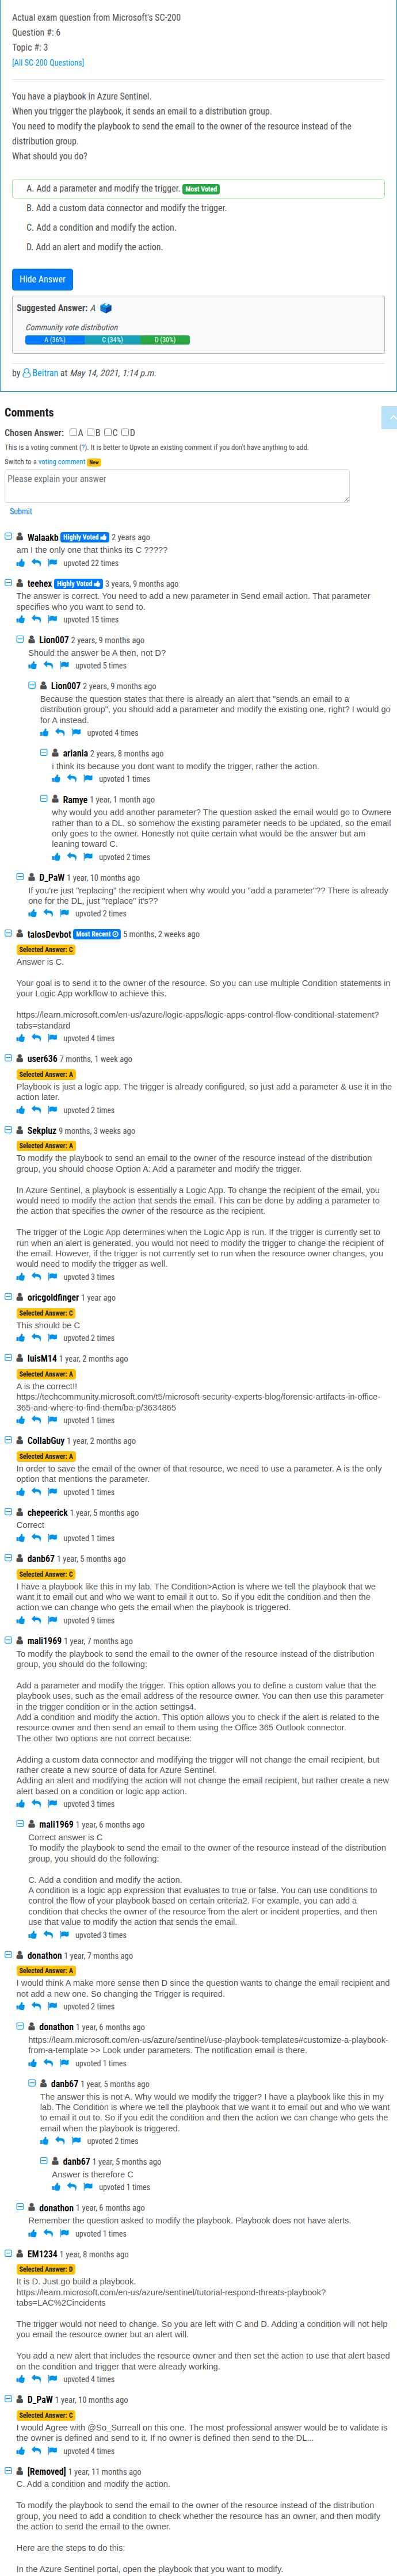 Actual exam question from Microsoft's SC-200
Question #: 6
Topic #: 3
[All SC-200 Questions]
You have a playbook in Azure Sentinel.
When you trigger the playbook, it sends an email to a distribution group.
You need to modify the playbook to send the email to the owner of the resource instead of the
distribution group.
What should you do?
A. Add a parameter and modify the trigger. Most Voted
B. Add a custom data connector and modify the trigger.
C. Add a condition and modify the action.
D. Add an alert and modify the action.
Hide Answer
Suggested Answer: A
Community vote distribution
A (36%) C (34%) D (30%)
by Beitran at May 14, 2021, 1:14 p.m.
Comments
Chosen Answer: A B C D
This is a voting comment (?). It is better to Upvote an existing comment if you don't have anything to add.
Switch to a voting comment New
Please explain your answer
Submit
Walaakb Highly Voted 2 years ago
am I the only one that thinks its C ?????
upvoted 22 times
teehex Highly Voted 3 years, 9 months ago
The answer is correct. You need to add a new parameter in Send email action. That parameter
specifies who you want to send to.
upvoted 15 times
Lion007 2 years, 9 months ago
Should the answer be A then, not D?
upvoted 5 times
Lion007 2 years, 9 months ago
Because the question states that there is already an alert that "sends an email to a
distribution group", you should add a parameter and modify the existing one, right? I would go
for A instead.
upvoted 4 times
ariania 2 years, 8 months ago
i think its because you dont want to modify the trigger, rather the action.
upvoted 1 times
Ramye 1 year, 1 month ago
why would you add another parameter? The question asked the email would go to Ownere
rather than to a DL, so somehow the existing parameter needs to be updated, so the email
only goes to the owner. Honestly not quite certain what would be the answer but am
leaning toward C.
upvoted 2 times
D_PaW 1 year, 10 months ago
If you're just "replacing" the recipient when why would you "add a parameter"?? There is already
one for the DL, just "replace" it's??
upvoted 2 times
talosDevbot Most Recent 5 months, 2 weeks ago
Selected Answer: C
Answer is C.
Your goal is to send it to the owner of the resource. So you can use multiple Condition statements in
your Logic App workflow to achieve this.
https://learn.microsoft.com/en-us/azure/logic-apps/logic-apps-control-flow-conditional-statement?
tabs=standard
upvoted 4 times
user636 7 months, 1 week ago
Selected Answer: A
Playbook is just a logic app. The trigger is already configured, so just add a parameter & use it in the
action later.
upvoted 2 times
Sekpluz 9 months, 3 weeks ago
Selected Answer: A
To modify the playbook to send an email to the owner of the resource instead of the distribution
group, you should choose Option A: Add a parameter and modify the trigger.
In Azure Sentinel, a playbook is essentially a Logic App. To change the recipient of the email, you
would need to modify the action that sends the email. This can be done by adding a parameter to
the action that specifies the owner of the resource as the recipient.
The trigger of the Logic App determines when the Logic App is run. If the trigger is currently set to
run when an alert is generated, you would not need to modify the trigger to change the recipient of
the email. However, if the trigger is not currently set to run when the resource owner changes, you
would need to modify the trigger as well.
upvoted 3 times
oricgoldfinger 1 year ago
Selected Answer: C
This should be C
upvoted 2 times
luisM14 1 year, 2 months ago
Selected Answer: A
A is the correct!!
https://techcommunity.microsoft.com/t5/microsoft-security-experts-blog/forensic-artifacts-in-office-
365-and-where-to-find-them/ba-p/3634865
upvoted 1 times
CollabGuy 1 year, 2 months ago
Selected Answer: A
In order to save the email of the owner of that resource, we need to use a parameter. A is the only
option that mentions the parameter.
upvoted 1 times
chepeerick 1 year, 5 months ago
Correct
upvoted 1 times
danb67 1 year, 5 months ago
Selected Answer: C
I have a playbook like this in my lab. The Condition>Action is where we tell the playbook that we
want it to email out and who we want to email it out to. So if you edit the condition and then the
action we can change who gets the email when the playbook is triggered.
upvoted 9 times
mali1969 1 year, 7 months ago
To modify the playbook to send the email to the owner of the resource instead of the distribution
group, you should do the following:
Add a parameter and modify the trigger. This option allows you to define a custom value that the
playbook uses, such as the email address of the resource owner. You can then use this parameter
in the trigger condition or in the action settings4.
Add a condition and modify the action. This option allows you to check if the alert is related to the
resource owner and then send an email to them using the Office 365 Outlook connector.
The other two options are not correct because:
Adding a custom data connector and modifying the trigger will not change the email recipient, but
rather create a new source of data for Azure Sentinel.
Adding an alert and modifying the action will not change the email recipient, but rather create a new
alert based on a condition or logic app action.
upvoted 3 times
mali1969 1 year, 6 months ago
Correct answer is C
To modify the playbook to send the email to the owner of the resource instead of the distribution
group, you should do the following:
C. Add a condition and modify the action.
A condition is a logic app expression that evaluates to true or false. You can use conditions to
control the flow of your playbook based on certain criteria2. For example, you can add a
condition that checks the owner of the resource from the alert or incident properties, and then
use that value to modify the action that sends the email.
upvoted 3 times
donathon 1 year, 7 months ago
Selected Answer: A
I would think A make more sense then D since the question wants to change the email recipient and
not add a new one. So changing the Trigger is required.
upvoted 2 times
donathon 1 year, 6 months ago
https://learn.microsoft.com/en-us/azure/sentinel/use-playbook-templates#customize-a-playbook-
from-a-template >> Look under parameters. The notification email is there.
upvoted 1 times
danb67 1 year, 5 months ago
The answer this is not A. Why would we modify the trigger? I have a playbook like this in my
lab. The Condition is where we tell the playbook that we want it to email out and who we want
to email it out to. So if you edit the condition and then the action we can change who gets the
email when the playbook is triggered.
upvoted 2 times
danb67 1 year, 5 months ago
Answer is therefore C
upvoted 1 times
donathon 1 year, 6 months ago
Remember the question asked to modify the playbook. Playbook does not have alerts.
upvoted 1 times
EM1234 1 year, 8 months ago
Selected Answer: D
It is D. Just go build a playbook.
https://learn.microsoft.com/en-us/azure/sentinel/tutorial-respond-threats-playbook?
tabs=LAC%2Cincidents
The trigger would not need to change. So you are left with C and D. Adding a condition will not help
you email the resource owner but an alert will.
You add a new alert that includes the resource owner and then set the action to use that alert based
on the condition and trigger that were already working.
upvoted 4 times
D_PaW 1 year, 10 months ago
Selected Answer: C
I would Agree with @So_Surreall on this one. The most professional answer would be to validate is
the owner is defined and send to it. If no owner is defined then send to the DL...
upvoted 4 times
[Removed] 1 year, 11 months ago
C. Add a condition and modify the action.
To modify the playbook to send the email to the owner of the resource instead of the distribution
group, you need to add a condition to check whether the resource has an owner, and then modify
the action to send the email to the owner.
Here are the steps to do this:
In the Azure Sentinel portal, open the playbook that you want to modify.